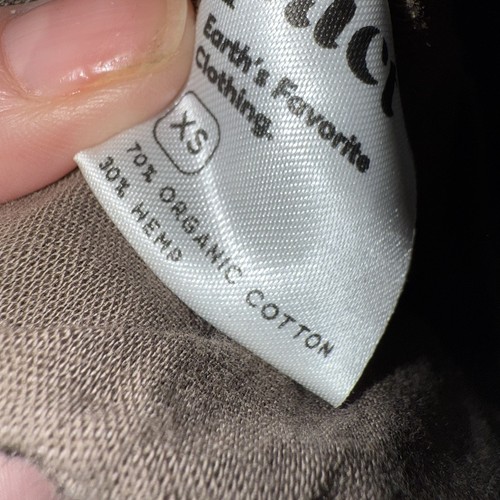 Earth's Favorite
Clothing.
XS
70% ORGANIC COTTON
30% HEMP